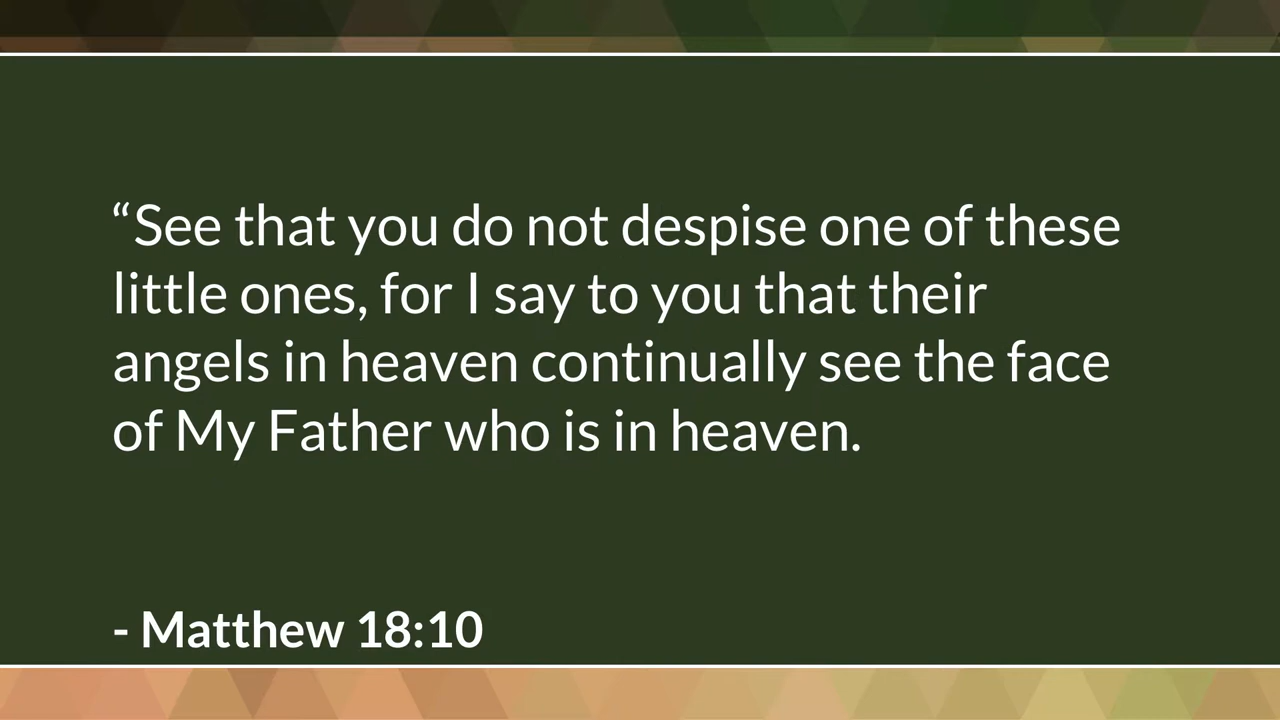 “See that you do not despise one of these
little ones, for I say to you that their
angels in heaven continually see the face
of My Father who is in heaven.
- Matthew 18:10